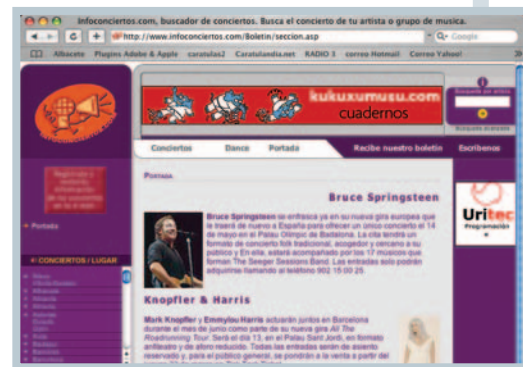 Infoconciertos.com, buscador de conciertos. Busca el concierto de tu artista o grupo de musica.
http://www.infoconciertos.com/Boletin/seccion.asp
Google
Albacete Plugins Adobe & Apple caratulas2 Caratulandia.net RADIO 3 correo Hotmail Correo Yahoo!
kukuxumusu.com
cuadernos
Búsqueda por artista
Búsqueda avanzada
Conciertos Dance Portada Recibe nuestro boletín Escríbenos
Portada
Portada
Bruce Springsteen
Bruce Springsteen se enfrasca ya en su nueva gira europea que
le traerá de nuevo a España para ofrecer un único concierto el 14
de mayo en el Palau Olímpic de Badalona. La cita tendrá un
formato de concierto folk tradicional, acogedor y cercano a su
público y En ella, estará acompañado por los 17 músicos que
forman The Seeger Sessions Band. Las entradas sólo podrán
adquirirse llamando al teléfono 902 15 00 25.
Uritec
Programación
CONCIERTOS / LUGAR
Knopfler & Harris
Mark Knopfler y Emmylou Harris actuarán juntos en Barcelona
durante el mes de junio como parte de su nueva gira All The
Roadrunning Tour. Será el día 13, en el Palau Sant Jordi, en formato
anfiteatro y de aforo reducido. Todas las entradas serán de asiento
reservado y, para el público general, se pondrán a la venta a partir del